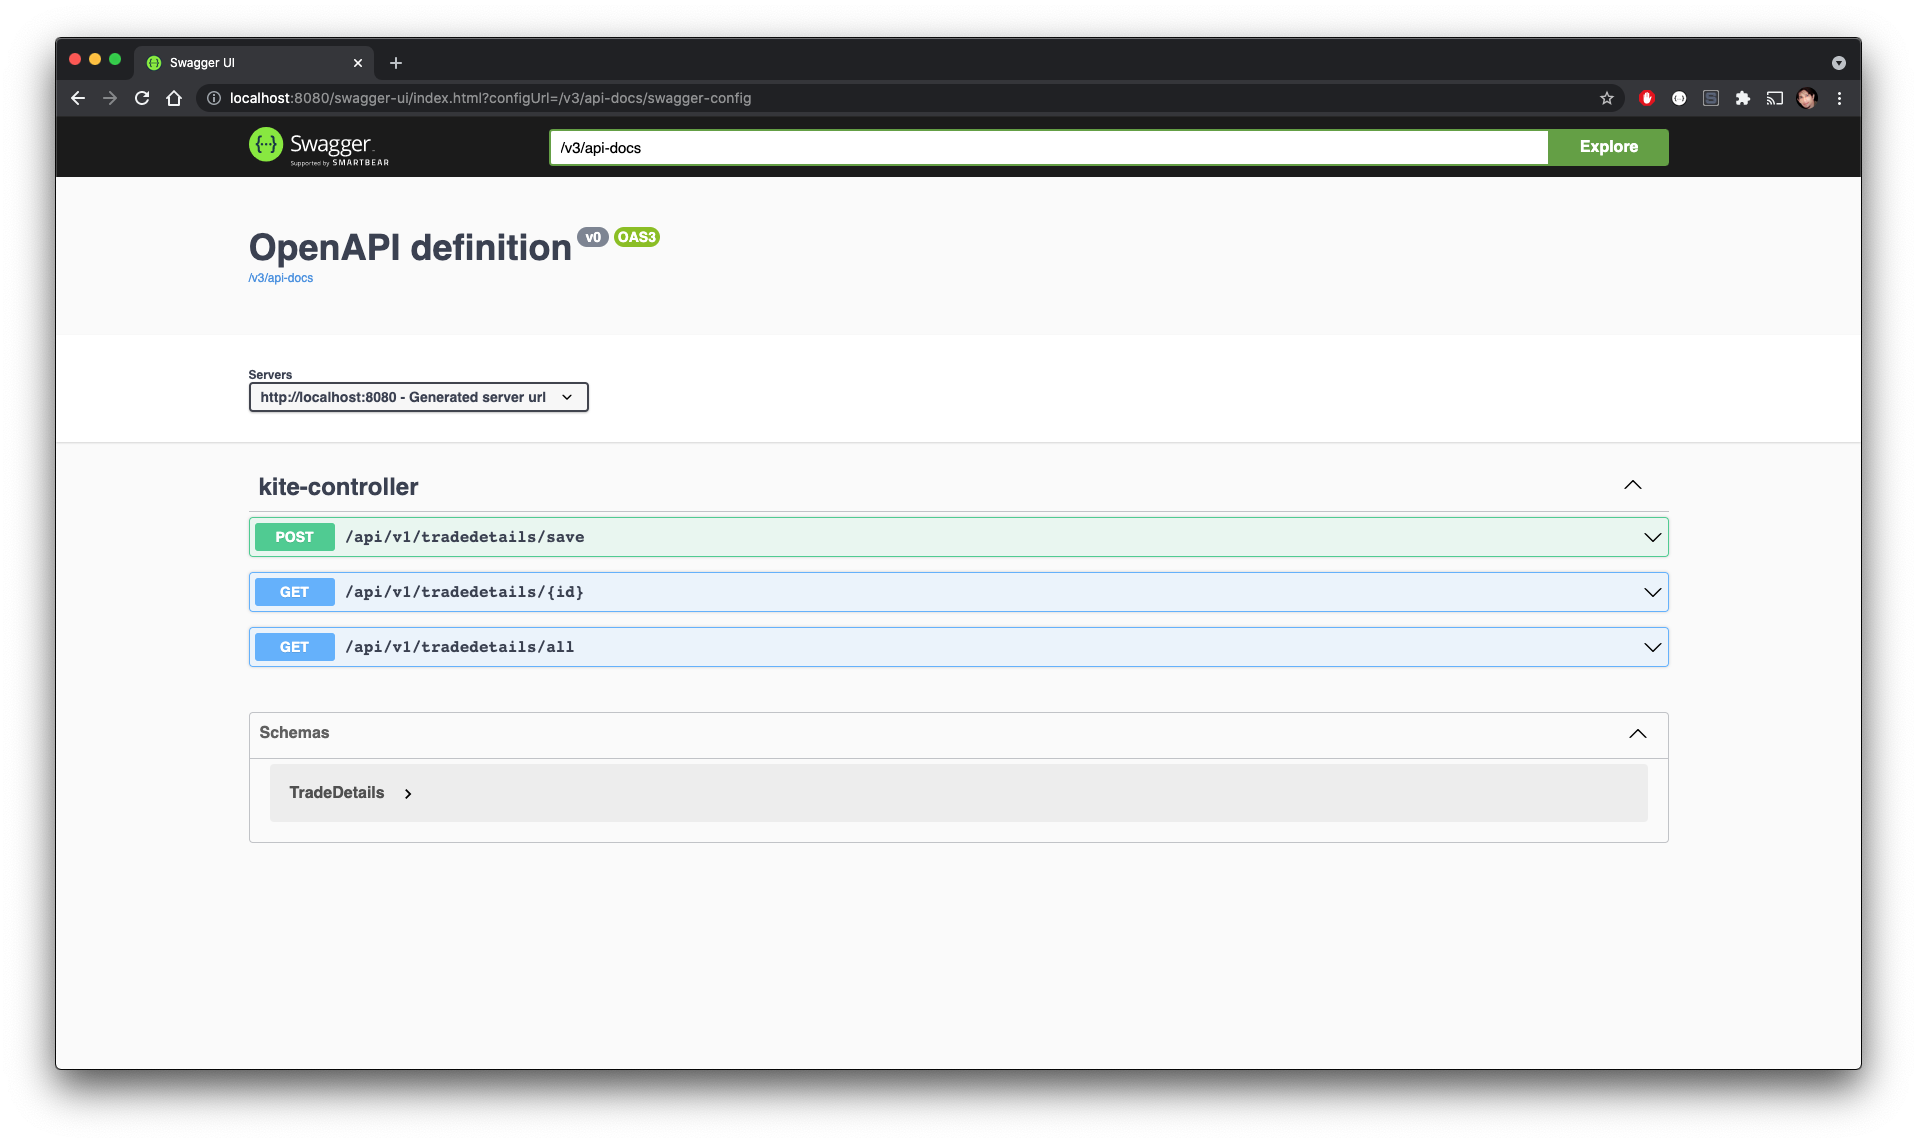 Swagger UI
localhost:8080/swagger-ui/index.html?configUrl=/v3/api-docs/swagger-config
Swagger
Supported by SMARTBEAR
/v3/api-docs
Explore
OpenAPI definition v0 OAS3
/v3/api-docs
Servers
http://localhost:8080 - Generated server url
kite-controller
POST /api/v1/tradedetails/save
GET /api/v1/tradedetails/{id}
GET /api/v1/tradedetails/all
Schemas
TradeDetails